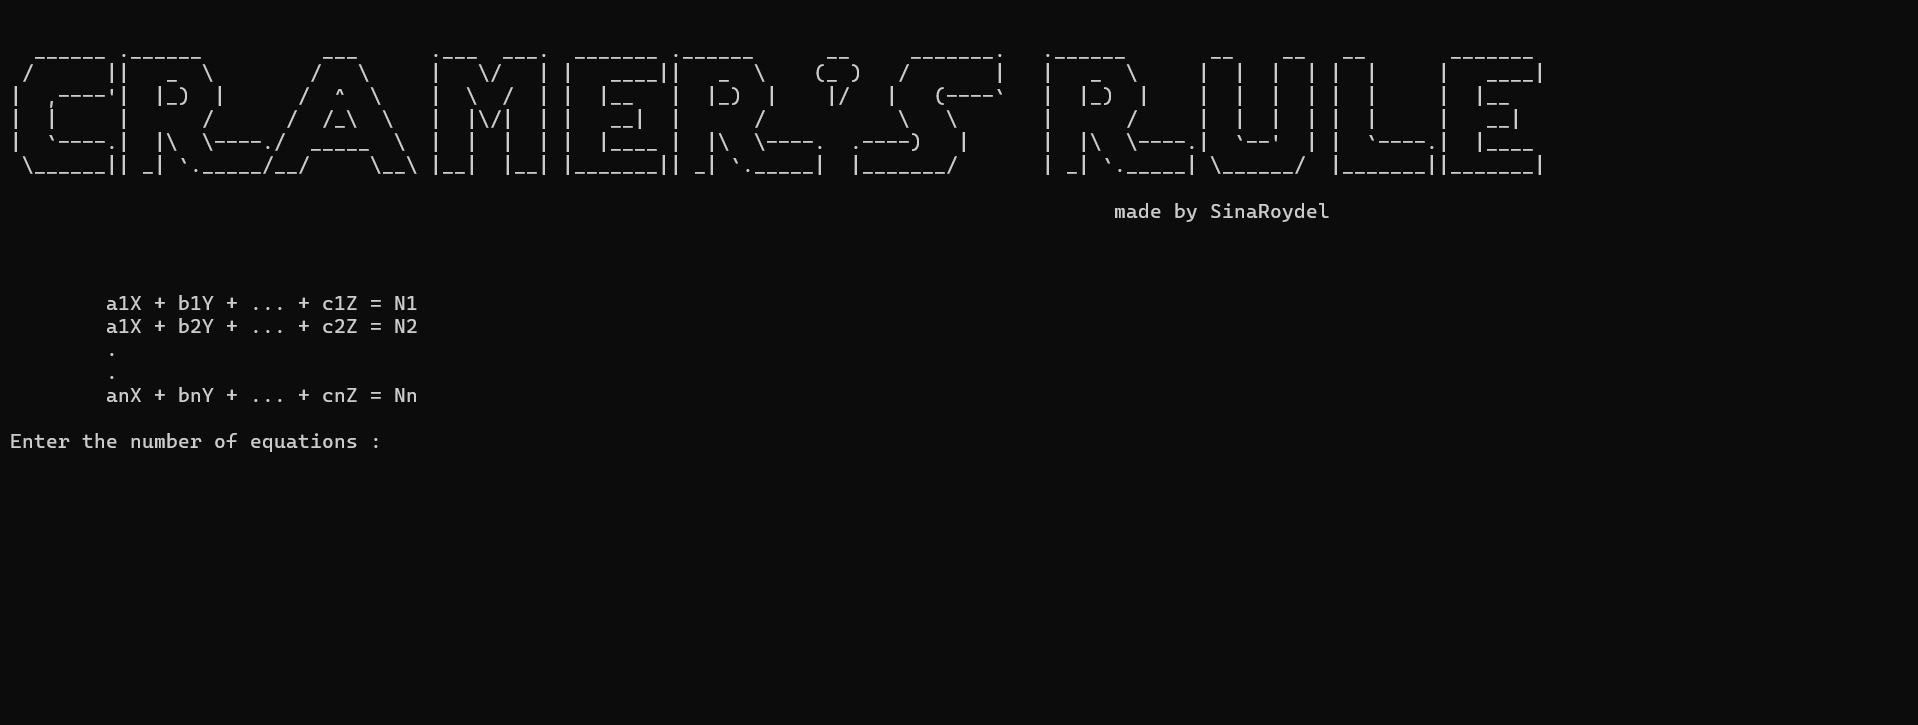 CRAMER'S RULE
made by SinaRoydel
a1X + b1Y + ... + c1Z = N1
a1X + b2Y + ... + c2Z = N2
.
.
anX + bnY + ... + cnZ = Nn
Enter the number of equations :